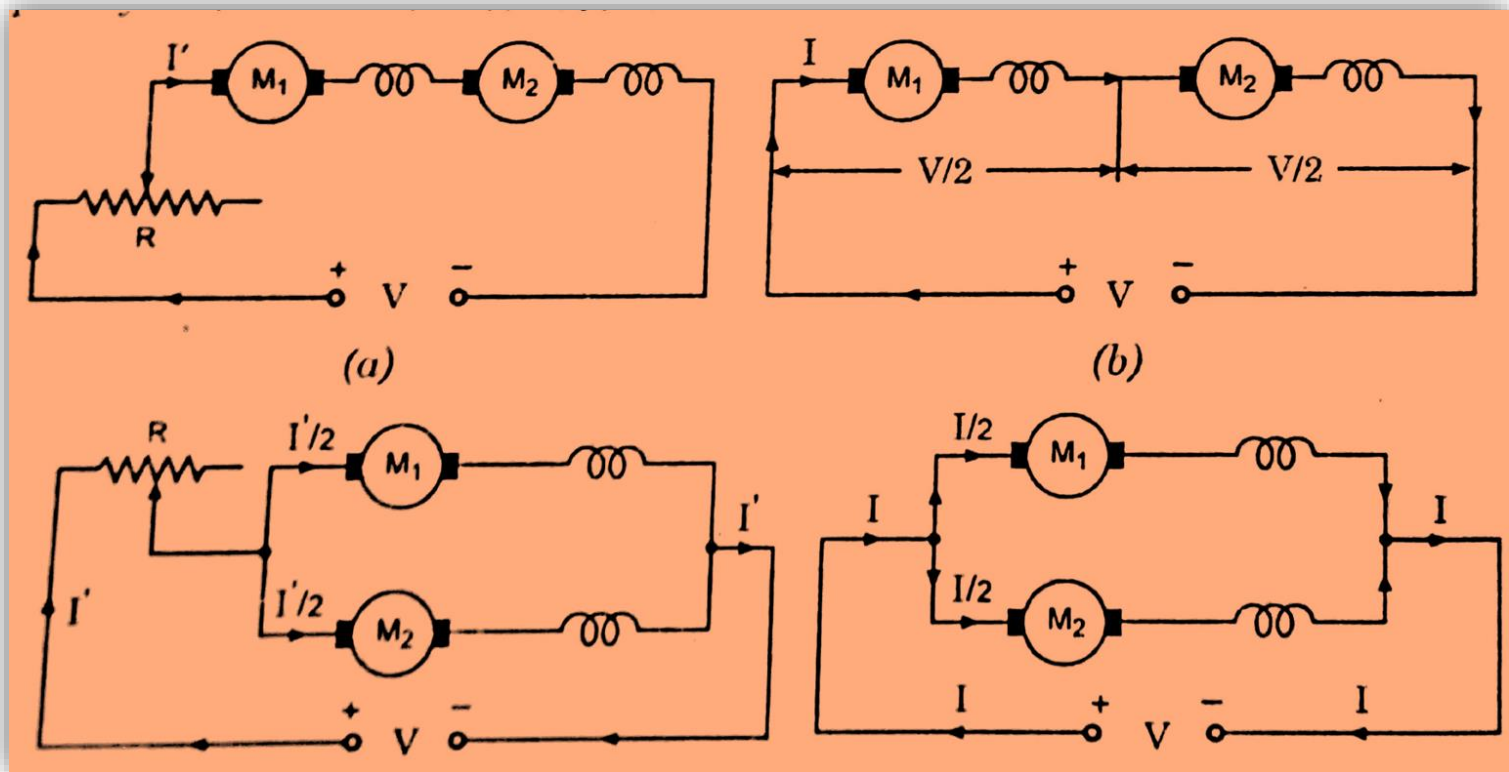 I′ M₁ M₂
R
+ V −
(a)
I M₁ M₂
V/2 V/2
+ V −
(b)
R I′/2 M₁
I′
I′ I′/2 M₂
+ V −
I/2 M₁
I I
I/2 M₂
I + V − I